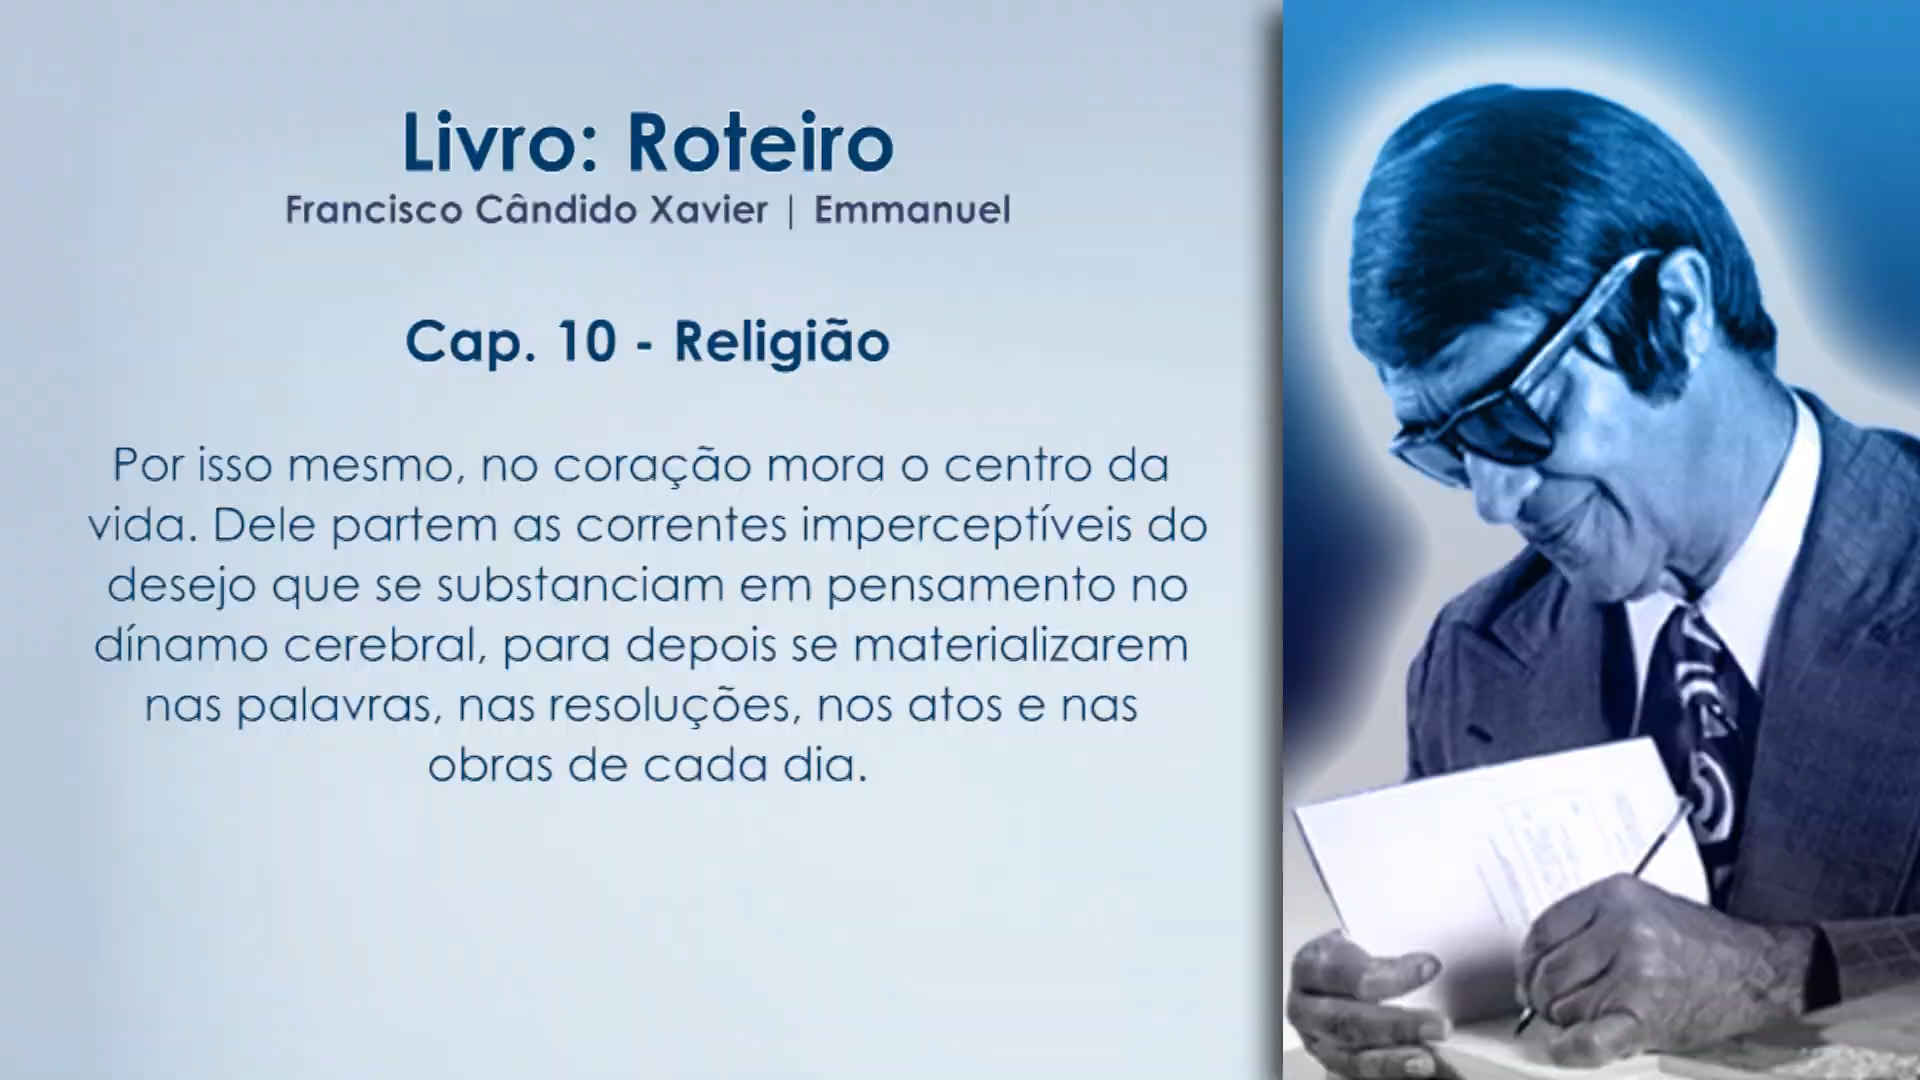 Livro: Roteiro
Francisco Cândido Xavier | Emmanuel
Cap. 10 - Religião
Por isso mesmo, no coração mora o centro da
vida. Dele partem as correntes imperceptíveis do
desejo que se substanciam em pensamento no
dínamo cerebral, para depois se materializarem
nas palavras, nas resoluções, nos atos e nas
obras de cada dia.